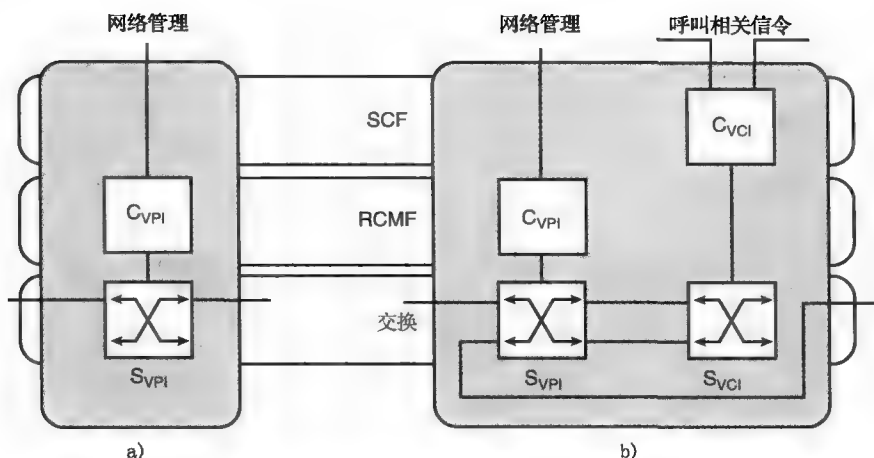 网络管理
网络管理
呼叫相关信令
SCF
C_VCI
C_VPI
RCMF
C_VPI
交换
S_VPI
S_VPI
S_VCI
a)
b)